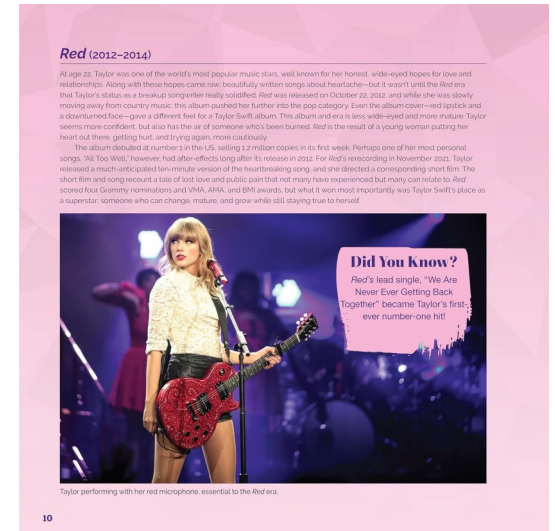 Red (2012–2014)
At age 22, Taylor was one of the world's most popular music stars, well known for her honest, wide-eyed hopes for love and
relationships. Along with these hopes came raw, beautifully written songs about heartache—but it wasn't until the Red era
that Taylor's status as a breakup songwriter really solidified. Red was released on October 22, 2012, and while she was slowly
moving away from country music, this album pushed her further into the pop category. Even the album cover—red lipstick and
a downturned face—gave a different feel for a Taylor Swift album. This album and era is less wide-eyed and more mature. Taylor
seems more confident, but also has the air of someone who's been burned. Red is the result of a young woman putting her
heart out there, getting hurt, and trying again, more cautiously.
The album debuted at number 1 in the US, selling 1.2 million copies in its first week. Perhaps one of her most personal
songs, "All Too Well," however, had after-effects long after its release in 2012. For Red's rerecording in November 2021, Taylor
released a much-anticipated ten-minute version of the heartbreaking song, and she directed a corresponding short film. The
short film and song recount a tale of lost love and public pain that not many have experienced but many can relate to. Red
scored four Grammy nominations and VMA, AMA, and BMI awards, but what it won most importantly was Taylor Swift's place as
a superstar: someone who can change, mature, and grow while still staying true to herself.
Did You Know?
Red's lead single, "We Are
Never Ever Getting Back
Together" became Taylor's first-
ever number-one hit!
Taylor performing with her red microphone, essential to the Red era.
10